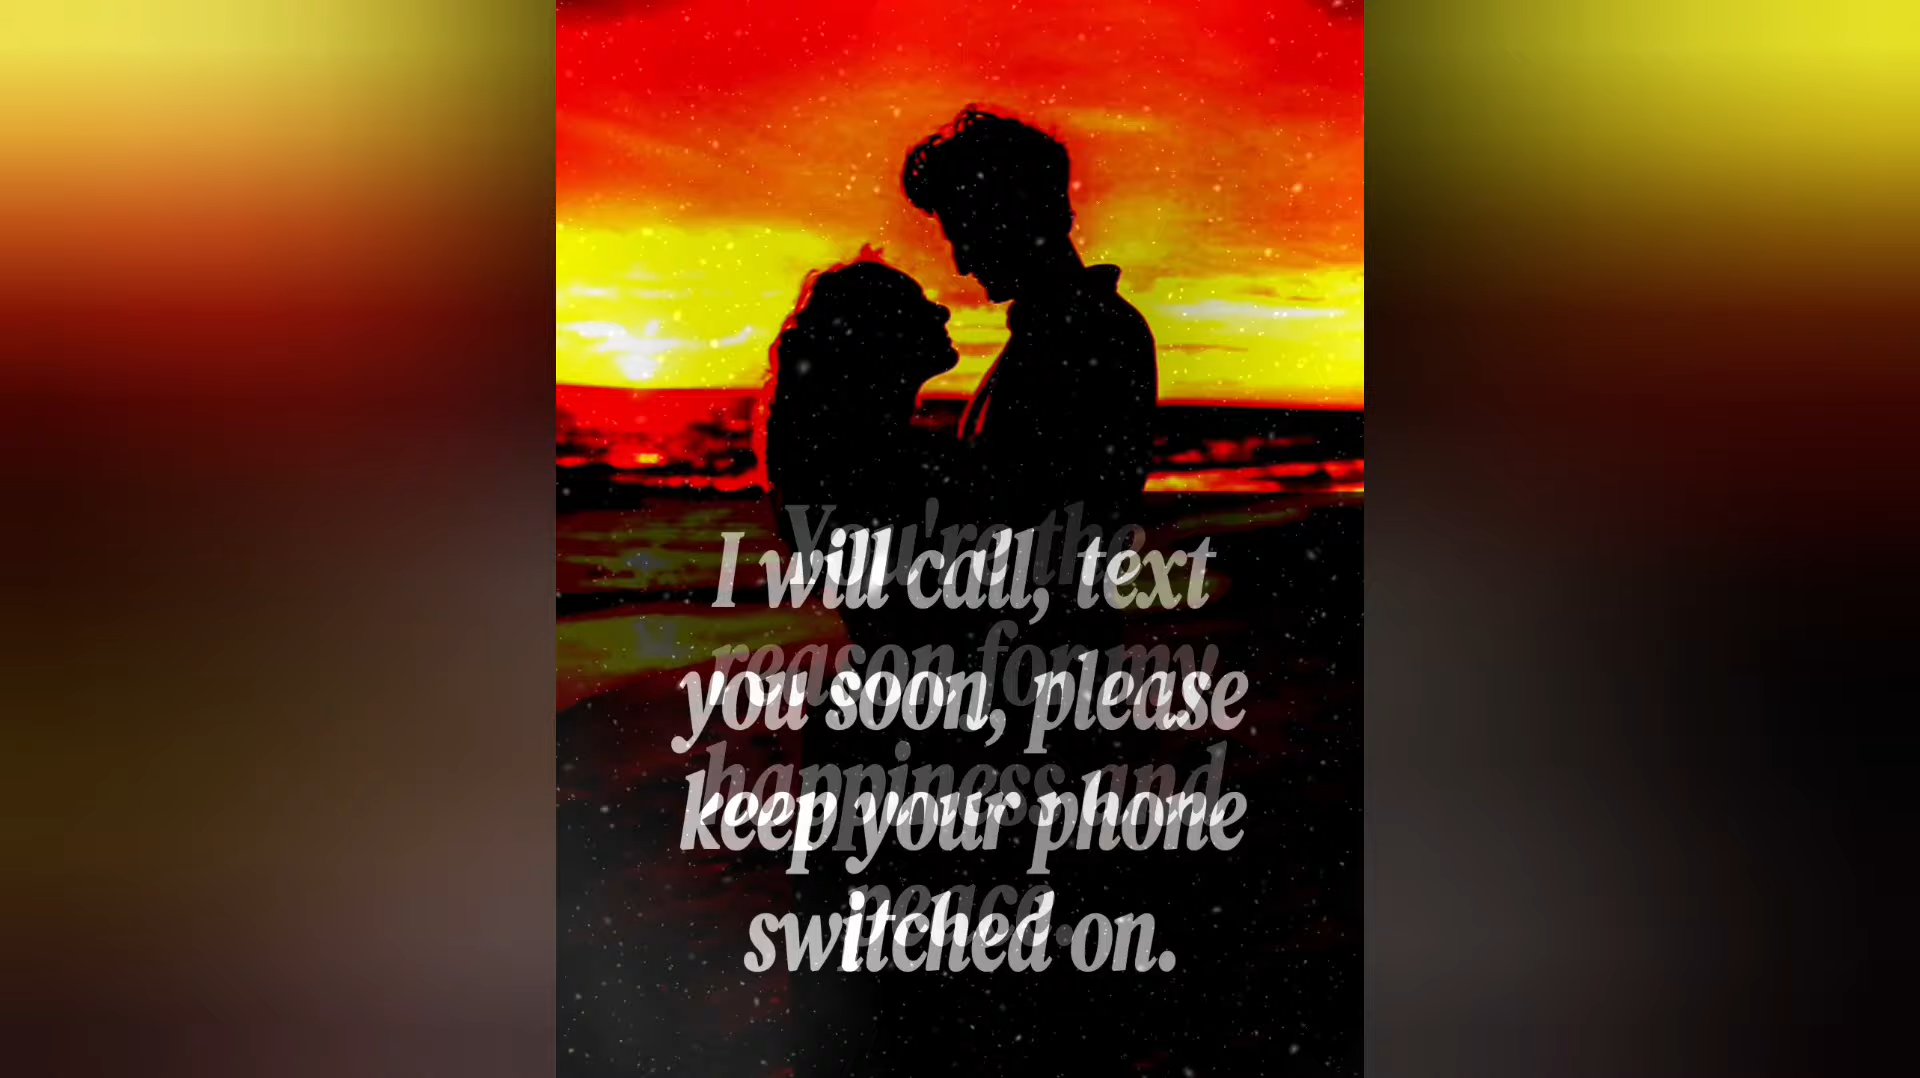 I will call, text
you soon, please
keep your phone
switched on.
You're the
reason for my
happiness and
peace.